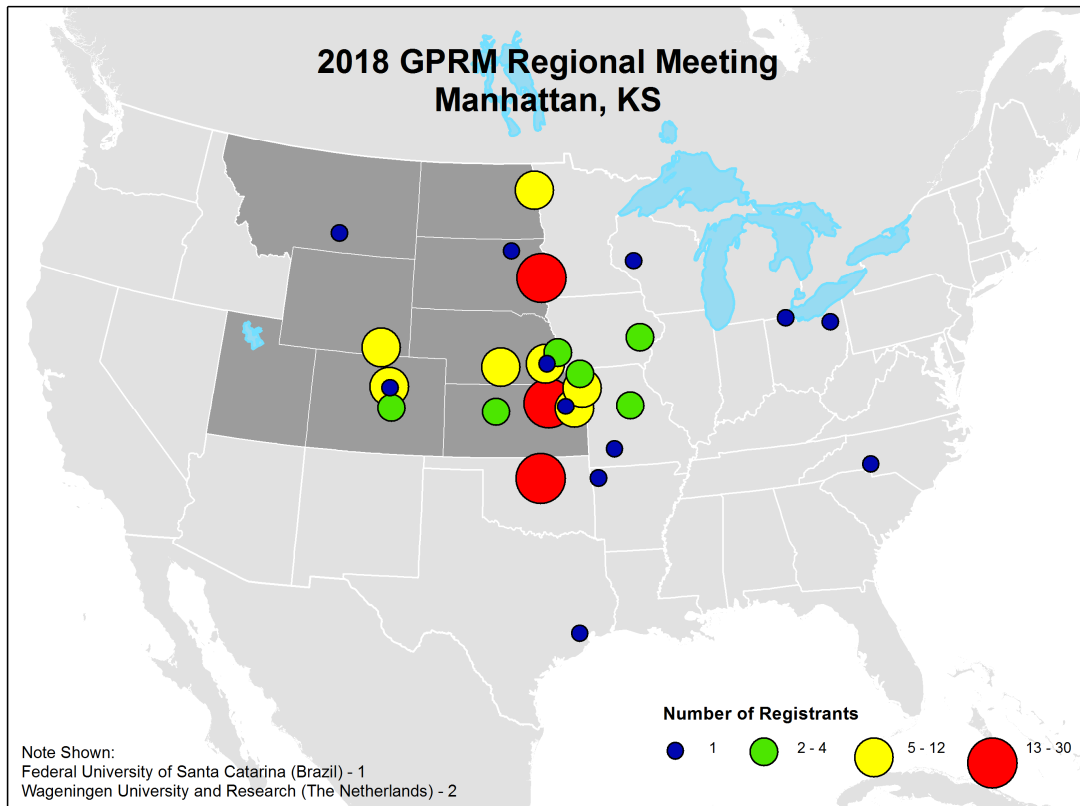 2018 GPRM Regional Meeting
Manhattan, KS
Number of Registrants
1
2 - 4
5 - 12
13 - 30
Note Shown:
Federal University of Santa Catarina (Brazil) - 1
Wageningen University and Research (The Netherlands) - 2